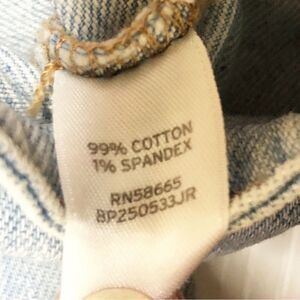 99% COTTON
1% SPANDEX
RN58665
BP250533JR